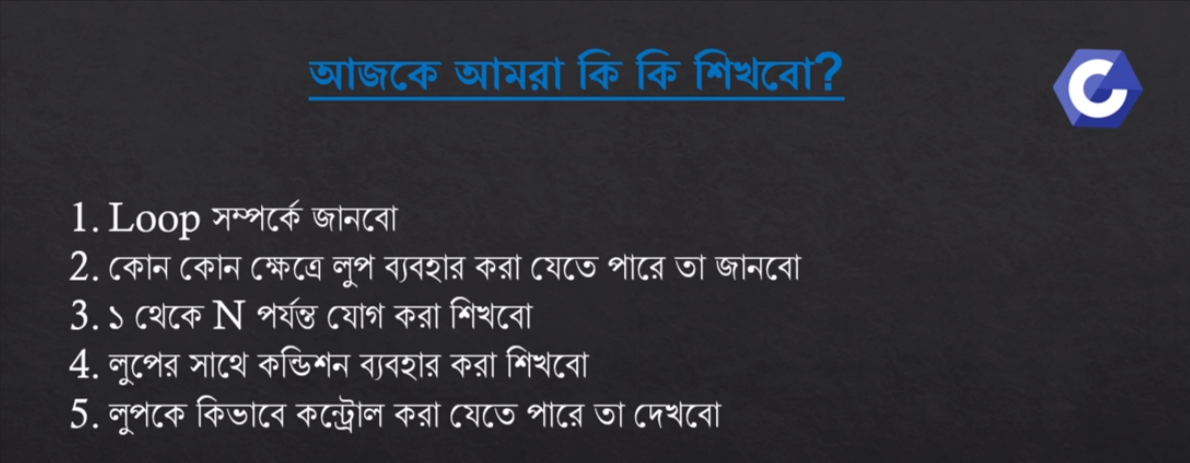 আজকে আমরা কি কি শিখবো?
1. Loop সম্পর্কে জানবো
2. কোন কোন ক্ষেত্রে লুপ ব্যবহার করা যেতে পারে তা জানবো
3. ১ থেকে N পর্যন্ত যোগ করা শিখবো
4. লুপের সাথে কন্ডিশন ব্যবহার করা শিখবো
5. লুপকে কিভাবে কন্ট্রোল করা যেতে পারে তা দেখবো